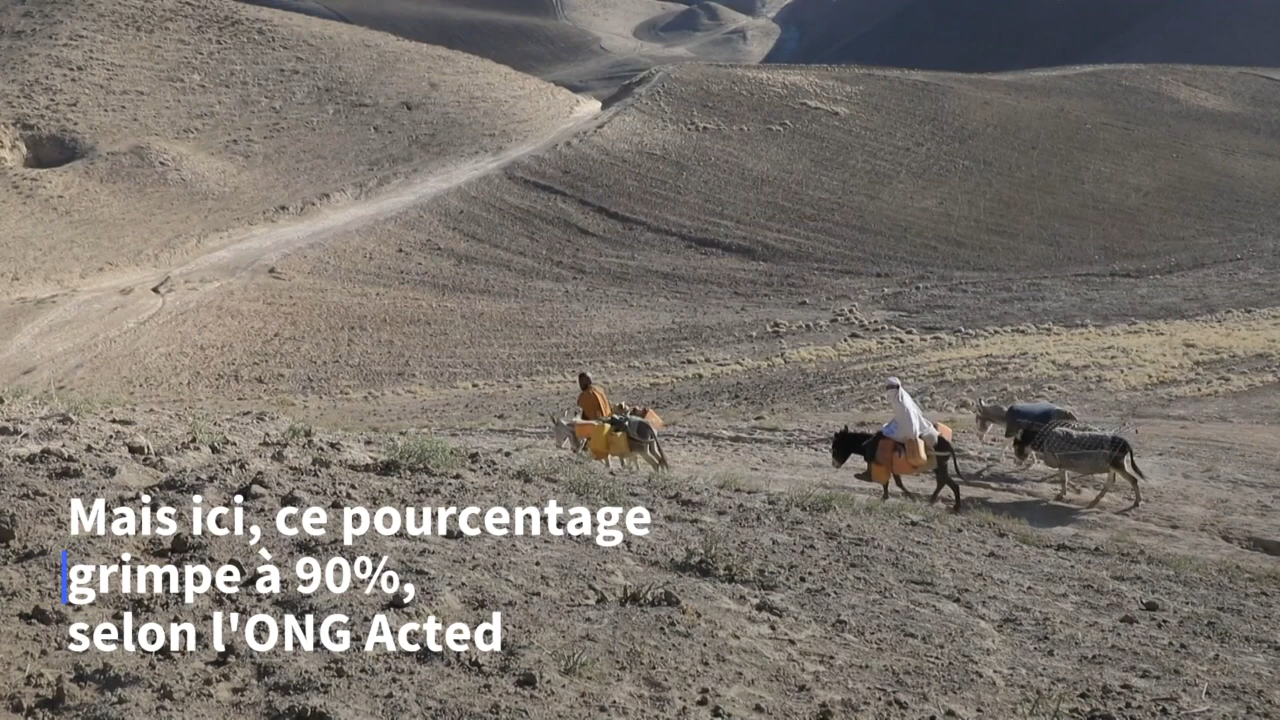 Mais ici, ce pourcentage
grimpe à 90%,
selon l'ONG Acted